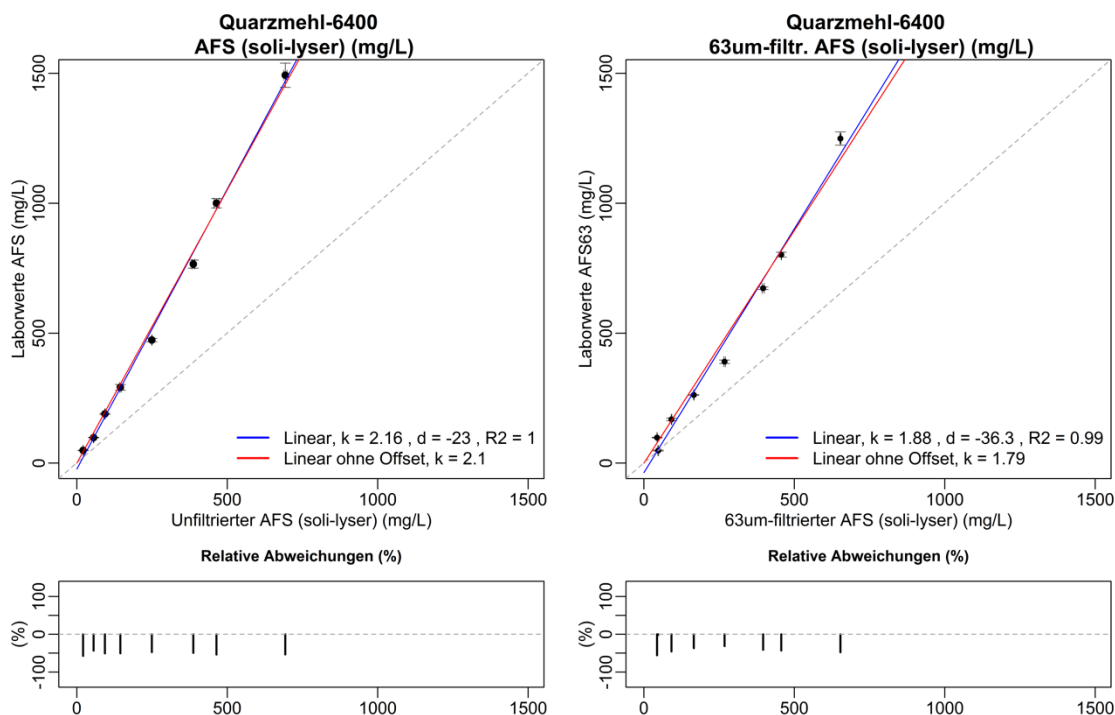 Quarzmehl-6400
AFS (soli-lyser) (mg/L)
Laborwerte AFS (mg/L)
1500
1000
500
0
Linear, k = 2.16 , d = -23 , R2 = 1
Linear ohne Offset, k = 2.1
0 500 1000 1500
Unfiltrierter AFS (soli-lyser) (mg/L)
Relative Abweichungen (%)
(%)
100
0
-100
0 500 1000 1500
Quarzmehl-6400
63um-filtr. AFS (soli-lyser) (mg/L)
Laborwerte AFS63 (mg/L)
1500
1000
500
0
Linear, k = 1.88 , d = -36.3 , R2 = 0.99
Linear ohne Offset, k = 1.79
0 500 1000 1500
63um-filtrierter AFS (soli-lyser) (mg/L)
Relative Abweichungen (%)
(%)
100
0
-100
0 500 1000 1500